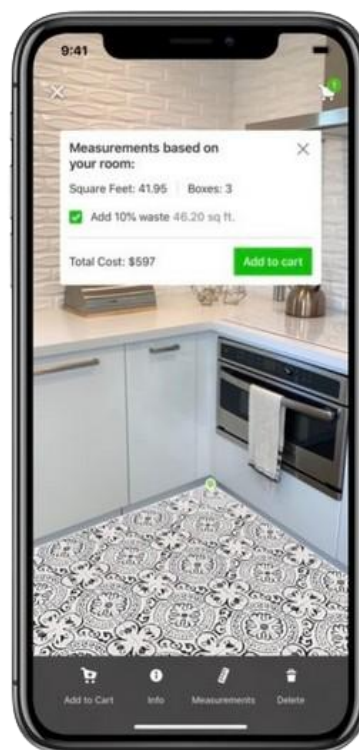 9:41
1
Measurements based on
your room:
Square Feet: 41.95 | Boxes: 3
Add 10% waste 46.20 sq ft.
Total Cost: $597
Add to cart
Add to Cart
Info
Measurements
Delete